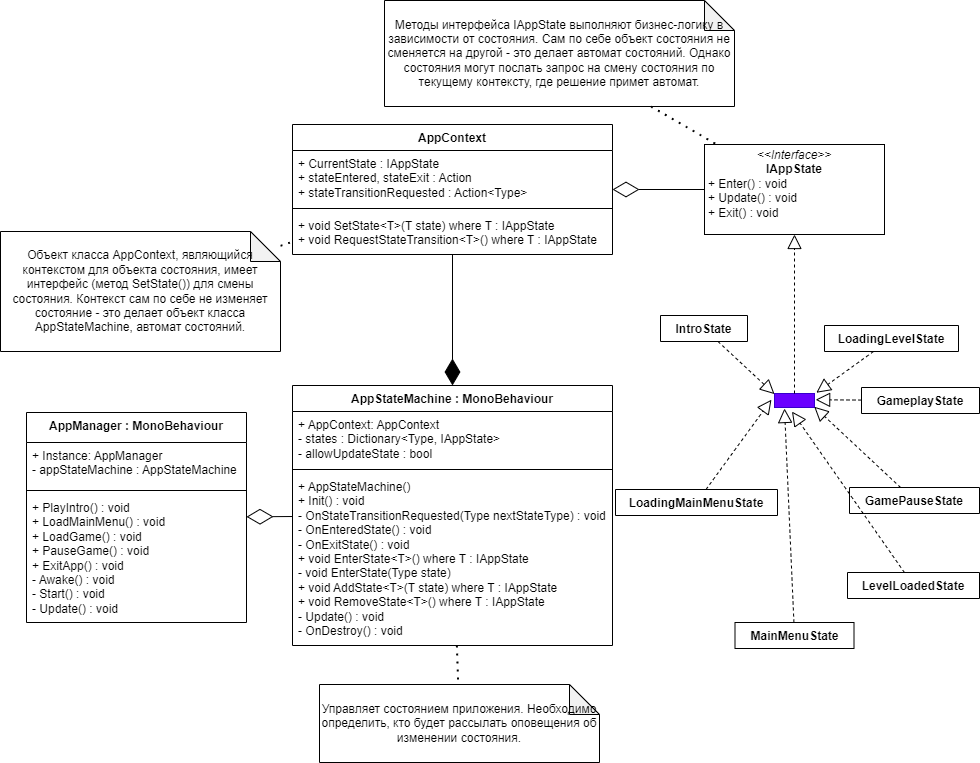 Методы интерфейса IAppState выполняют бизнес-логику в
зависимости от состояния. Сам по себе объект состояния не
сменяется на другой - это делает автомат состояний. Однако
состояния могут послать запрос на смену состояния по
текущему контексту, где решение примет автомат.
AppContext
+ CurrentState : IAppState
+ stateEntered, stateExit : Action
+ stateTransitionRequested : Action<Type>
+ void SetState<T>(T state) where T : IAppState
+ void RequestStateTransition<T>() where T : IAppState
<<Interface>>
IAppState
+ Enter() : void
+ Update() : void
+ Exit() : void
Объект класса AppContext, являющийся
контекстом для объекта состояния, имеет
интерфейс (метод SetState()) для смены
состояния. Контекст сам по себе не изменяет
состояние - это делает объект класса
AppStateMachine, автомат состояний.
IntroState
LoadingLevelState
GameplayState
LoadingMainMenuState
GamePauseState
LevelLoadedState
MainMenuState
AppManager : MonoBehaviour
+ Instance: AppManager
- appStateMachine : AppStateMachine
+ PlayIntro() : void
+ LoadMainMenu() : void
+ LoadGame() : void
+ PauseGame() : void
+ ExitApp() : void
- Awake() : void
- Start() : void
- Update() : void
AppStateMachine : MonoBehaviour
+ AppContext: AppContext
- states : Dictionary<Type, IAppState>
- allowUpdateState : bool
+ AppStateMachine()
+ Init() : void
- OnStateTransitionRequested(Type nextStateType) : void
- OnEnteredState() : void
- OnExitState() : void
+ void EnterState<T>() where T : IAppState
- void EnterState(Type state)
+ void AddState<T>(T state) where T : IAppState
+ void RemoveState<T>() where T : IAppState
- Update() : void
- OnDestroy() : void
Управляет состоянием приложения. Необходимо
определить, кто будет рассылать оповещения об
изменении состояния.